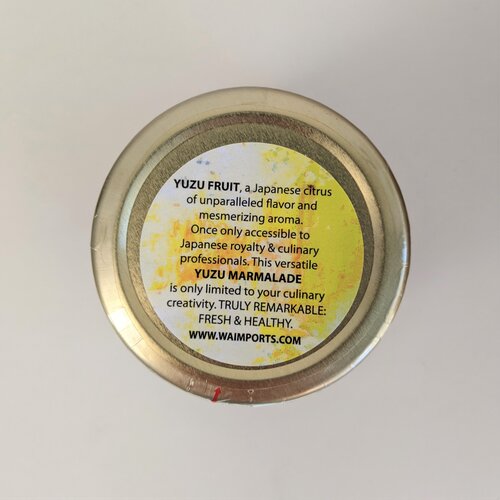 YUZU FRUIT, a Japanese citrus
of unparalleled flavor and
mesmerizing aroma.
Once only accessible to
Japanese royalty & culinary
professionals. This versatile
YUZU MARMALADE
is only limited to your culinary
creativity. TRULY REMARKABLE:
FRESH & HEALTHY.
WWW.WAIMPORTS.COM